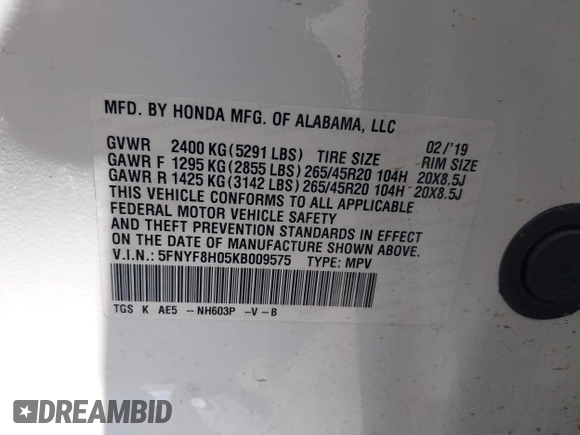 MFD. BY HONDA MFG. OF ALABAMA, LLC
GVWR 2400 KG (5291 LBS) TIRE SIZE 02/'19 RIM SIZE
GAWR F 1295 KG (2855 LBS) 265/45R20 104H 20X8.5J
GAWR R 1425 KG (3142 LBS) 265/45R20 104H 20X8.5J
THIS VEHICLE CONFORMS TO ALL APPLICABLE
FEDERAL MOTOR VEHICLE SAFETY
AND THEFT PREVENTION STANDARDS IN EFFECT
ON THE DATE OF MANUFACTURE SHOWN ABOVE.
V.I.N.: 5FNYF8H05KB009575 TYPE: MPV
TGS K AE5 -NH603P -V-B
DREAMBID